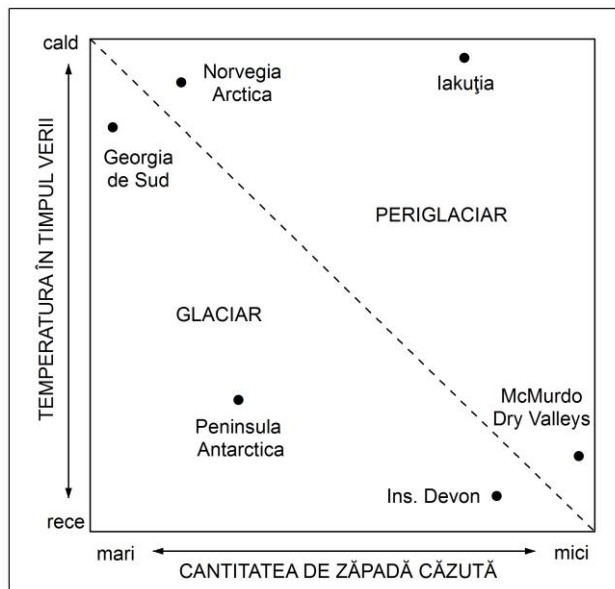 cald
Norvegia
Arctica
Iakuţia
Georgia
de Sud
PERIGLACIAR
TEMPERATURA ÎN TIMPUL VERII
GLACIAR
McMurdo
Dry Valleys
Peninsula
Antarctica
Ins. Devon
rece
mari
mici
CANTITATEA DE ZĂPADĂ CĂZUTĂ